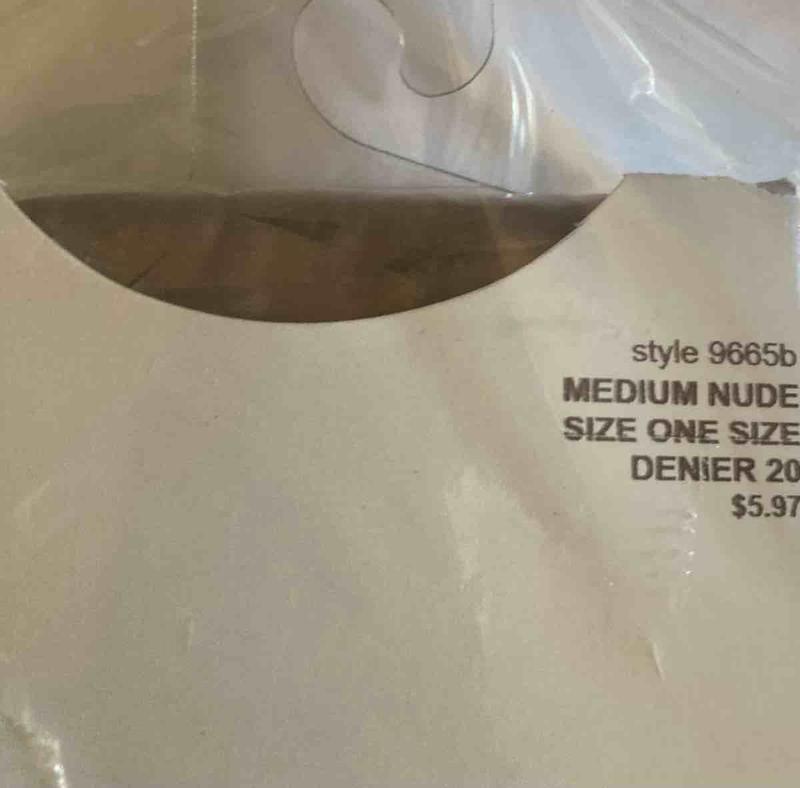 style 9665b
MEDIUM NUDE
SIZE ONE SIZE
DENiER 20
$5.97